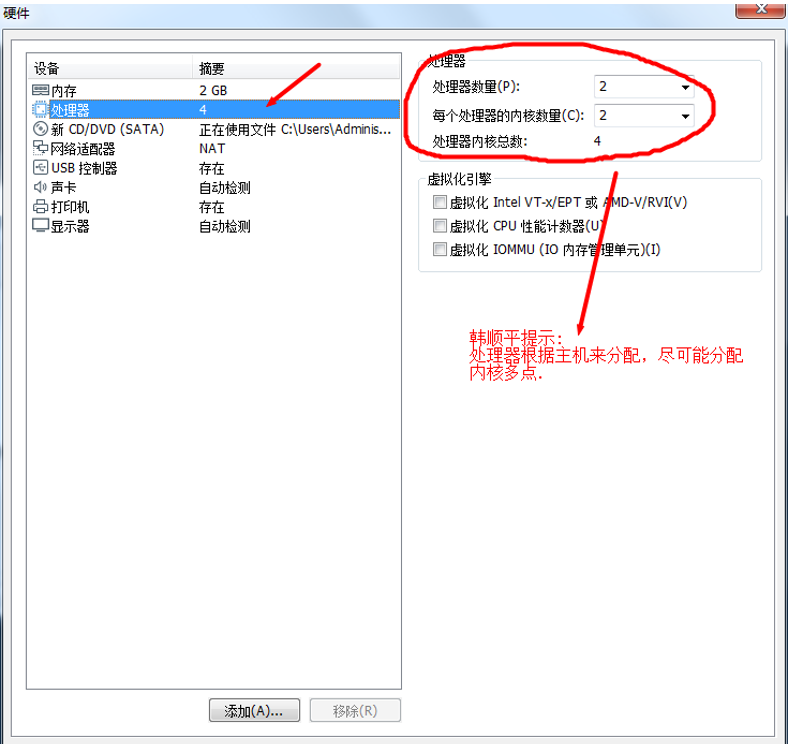 硬件
设备 摘要
内存 2 GB
处理器 4
新 CD/DVD (SATA) 正在使用文件 C:\Users\Adminis...
网络适配器 NAT
USB 控制器 存在
声卡 自动检测
打印机 存在
显示器 自动检测
处理器
处理器数量(P): 2
每个处理器的内核数量(C): 2
处理器内核总数: 4
虚拟化引擎
虚拟化 Intel VT-x/EPT 或 AMD-V/RVI(V)
虚拟化 CPU 性能计数器(U)
虚拟化 IOMMU (IO 内存管理单元)(I)
韩顺平提示:
处理器根据主机来分配，尽可能分配
内核多点.
添加(A)... 移除(R)